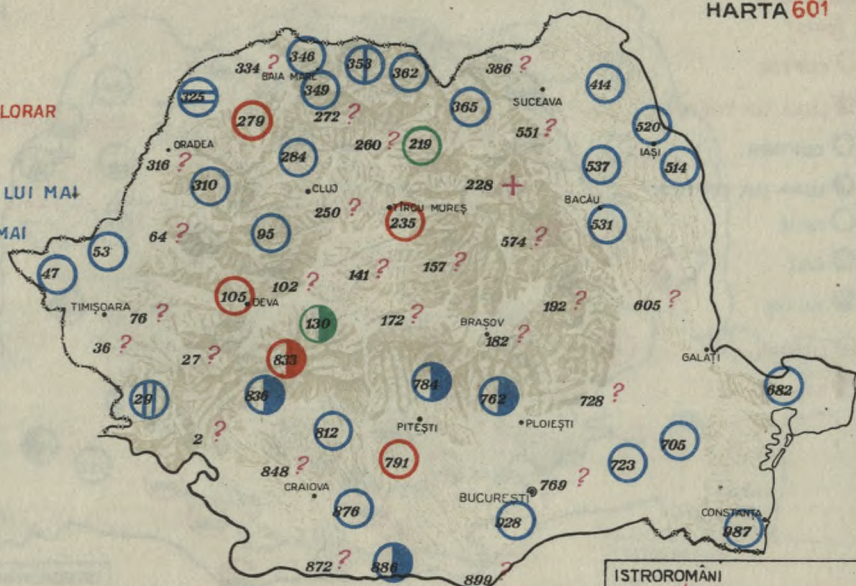 HARTA 601
LORAR
LUI MAI
MAI
334 ?
346
353
362
386 ?
414
BAIA MARE
325
349
365
SUCEAVA
279
272 ?
551 ?
520
ORADEA
260 ?
219
IAȘI
316 ?
284
537
514
310
CLUJ
228 +
250 ?
TÎRGU MUREȘ
BACĂU
235
531
64 ?
95
574 ?
53
47
141 ?
157 ?
102 ?
105
DEVA
192 ?
605 ?
TIMIȘOARA
76 ?
130
172 ?
BRAȘOV
182 ?
36 ?
27 ?
833
GALAȚI
29
836
784
762
728 ?
682
2 ?
812
PITEȘTI
PLOIEȘTI
705
848 ?
791
723
CRAIOVA
BUCUREȘTI
769 ?
876
928
CONSTANȚA
987
872 ?
886
899 ?
ISTROROMÂNI